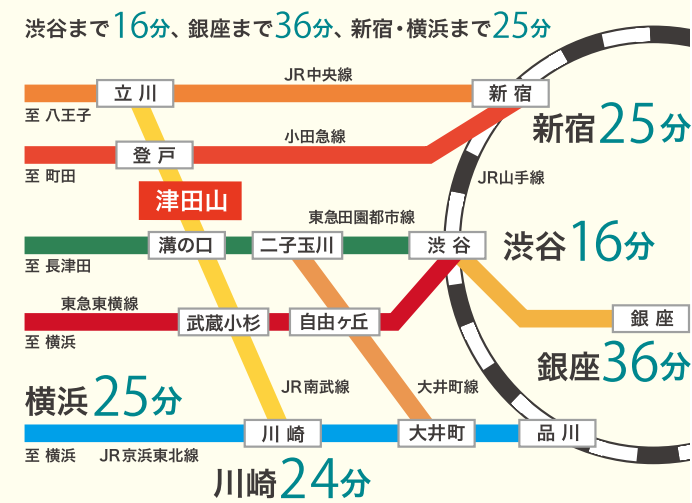 渋谷まで16分、銀座まで36分、新宿・横浜まで25分
JR中央線
立川
新宿
至 八王子
新宿25分
小田急線
登戸
至 町田
JR山手線
津田山
東急田園都市線
溝の口
二子玉川
渋谷
渋谷16分
至 長津田
東急東横線
武蔵小杉
自由ヶ丘
銀座
至 横浜
銀座36分
横浜25分
JR南武線
大井町線
川崎
大井町
品川
至 横浜
JR京浜東北線
川崎24分